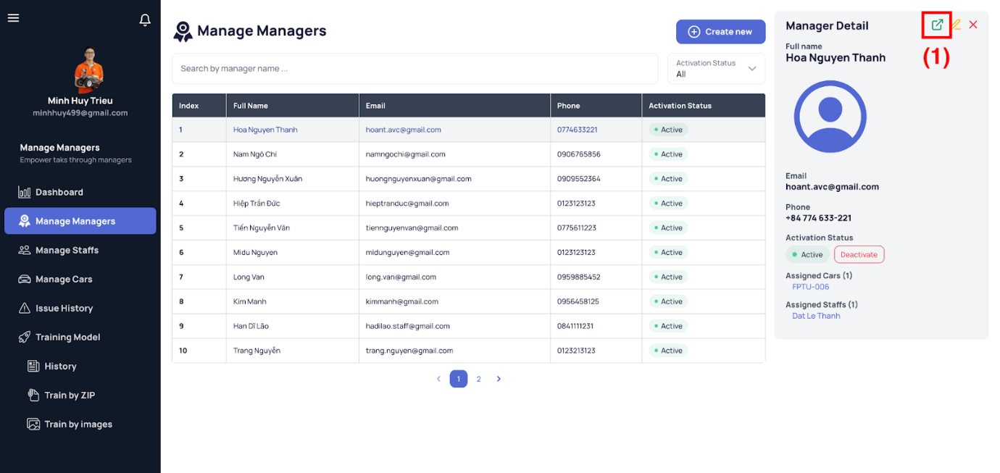 Minh Huy Trieu
minhhuy499@gmail.com
Manage Managers
Empower taks through managers
Dashboard
Manage Managers
Manage Staffs
Manage Cars
Issue History
Training Model
History
Train by ZIP
Train by images
Manage Managers
Create new
Search by manager name ...
Activation Status
All
Index Full Name Email Phone Activation Status
1 Hoa Nguyen Thanh hoant.avc@gmail.com 0774633221 Active
2 Nam Ngô Chí namngochi@gmail.com 0906765856 Active
3 Hương Nguyễn Xuân huongnguyenxuan@gmail.com 0909552364 Active
4 Hiệp Trần Đức hieptranduc@gmail.com 0123123123 Active
5 Tiến Nguyễn Văn tiennguyenvan@gmail.com 0775611223 Active
6 Midu Nguyen midunguyen@gmail.com 0123123123 Active
7 Long Van long.van@gmail.com 0959885452 Active
8 Kim Manh kimmanh@gmail.com 0956458125 Active
9 Han Dĩ Lão hadilao.staff@gmail.com 0841111231 Active
10 Trang Nguyễn trang.nguyen@gmail.com 0123213123 Active
1 2
Manager Detail
(1)
Full name
Hoa Nguyen Thanh
Email
hoant.avc@gmail.com
Phone
+84 774 633-221
Activation Status
Active Deactivate
Assigned Cars (1)
FPTU-006
Assigned Staffs (1)
Dat Le Thanh